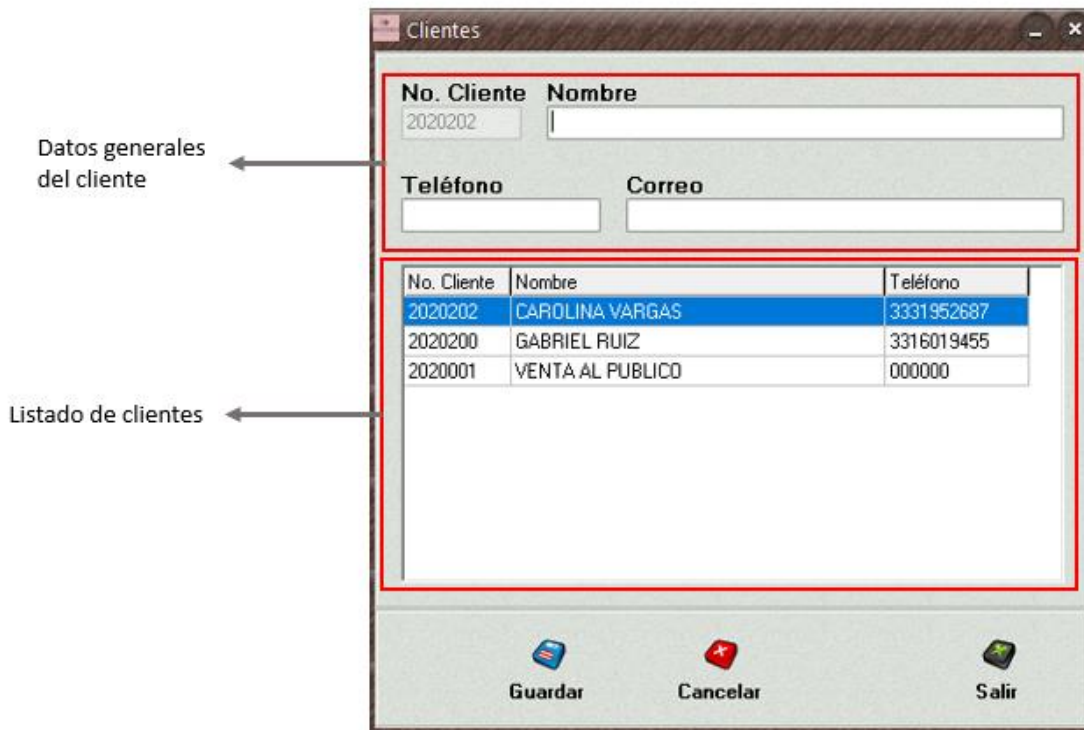 Clientes
No. Cliente Nombre
2020202
Datos generales
del cliente
Teléfono Correo
No. Cliente Nombre Teléfono
2020202 CAROLINA VARGAS 3331952687
2020200 GABRIEL RUIZ 3316019455
2020001 VENTA AL PUBLICO 000000
Listado de clientes
Guardar Cancelar Salir